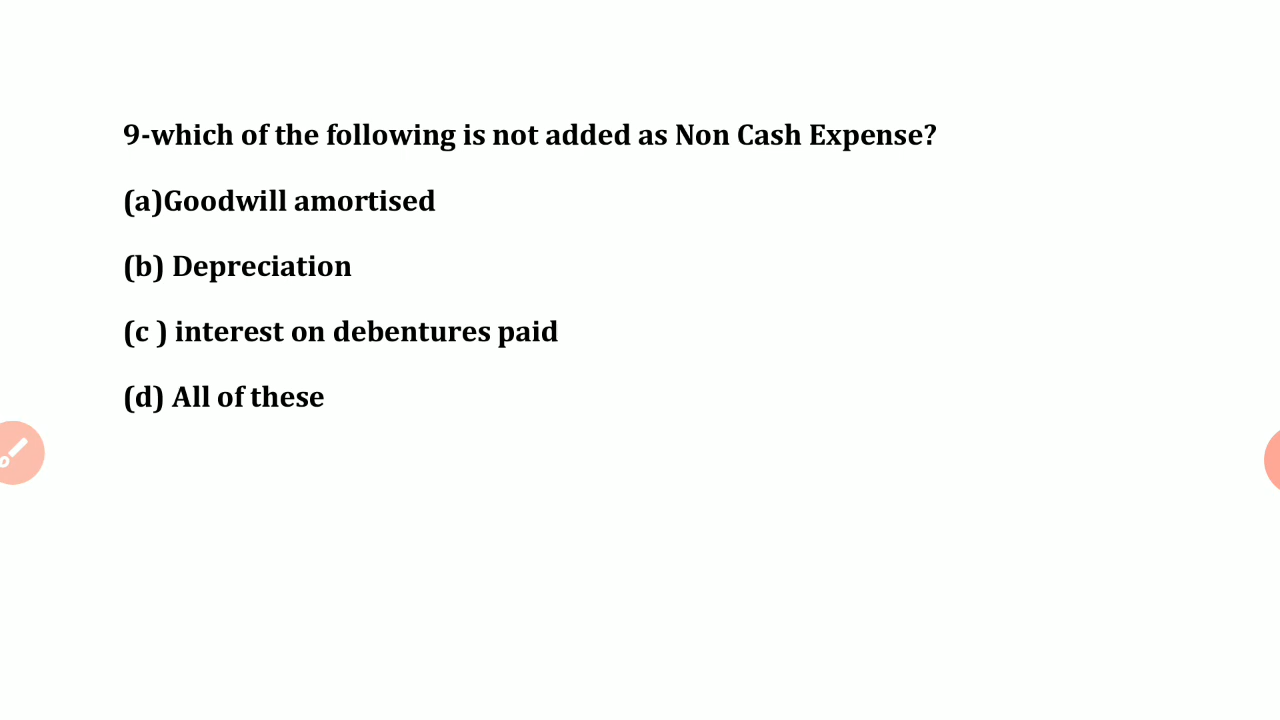 9-which of the following is not added as Non Cash Expense?
(a)Goodwill amortised
(b) Depreciation
(c ) interest on debentures paid
(d) All of these